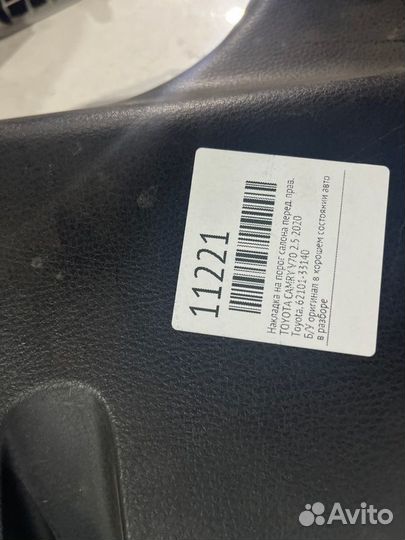 11221
Накладка на порог салона перед. прав.
TOYOTA CAMRY V70 2.5 2020
Toyota, 62101-33140
Б/У оригинал в хорошем состоянии авто
в разборе
Avito